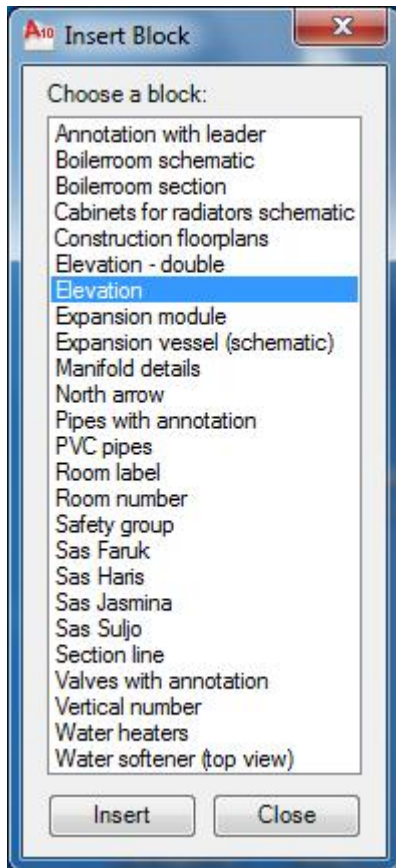 A10 Insert Block
Choose a block:
Annotation with leader
Boilerroom schematic
Boilerroom section
Cabinets for radiators schematic
Construction floorplans
Elevation - double
Elevation
Expansion module
Expansion vessel (schematic)
Manifold details
North arrow
Pipes with annotation
PVC pipes
Room label
Room number
Safety group
Sas Faruk
Sas Haris
Sas Jasmina
Sas Suljo
Section line
Valves with annotation
Vertical number
Water heaters
Water softener (top view)
Insert Close